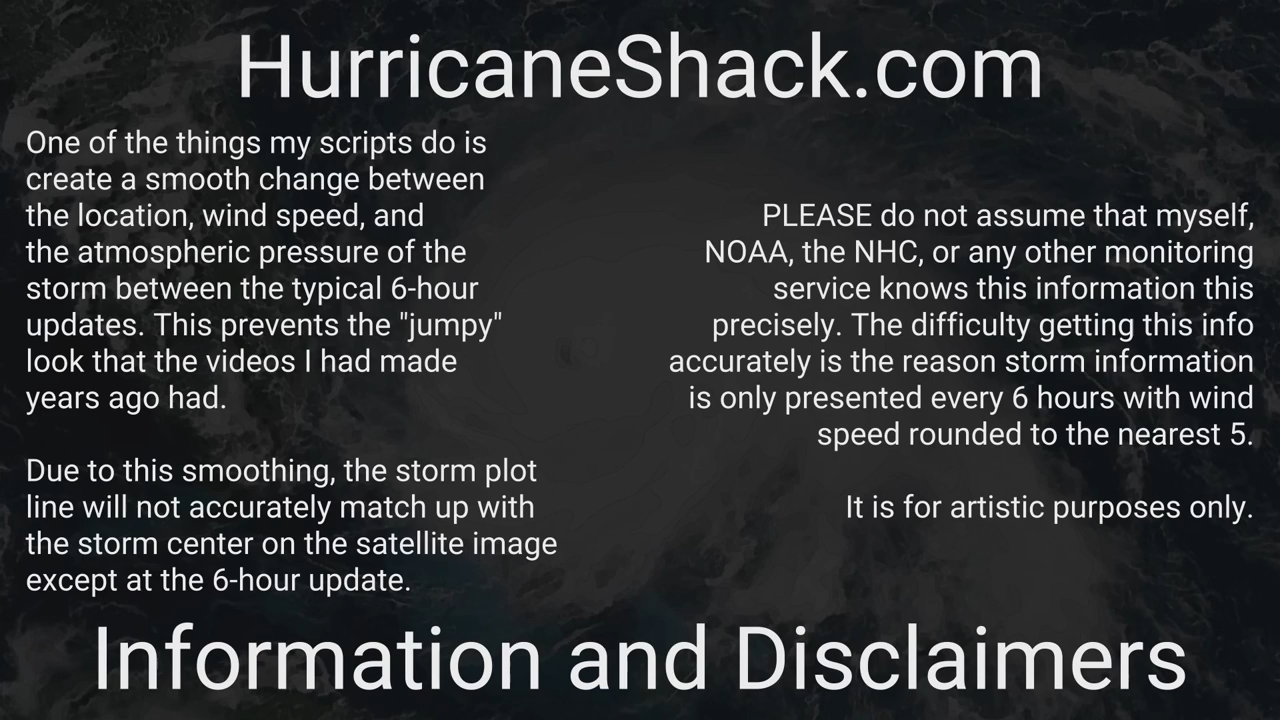 HurricaneShack.com
One of the things my scripts do is
create a smooth change between
the location, wind speed, and
the atmospheric pressure of the
storm between the typical 6-hour
updates. This prevents the "jumpy"
look that the videos I had made
years ago had.
Due to this smoothing, the storm plot
line will not accurately match up with
the storm center on the satellite image
except at the 6-hour update.
PLEASE do not assume that myself,
NOAA, the NHC, or any other monitoring
service knows this information this
precisely. The difficulty getting this info
accurately is the reason storm information
is only presented every 6 hours with wind
speed rounded to the nearest 5.
It is for artistic purposes only.
Information and Disclaimers